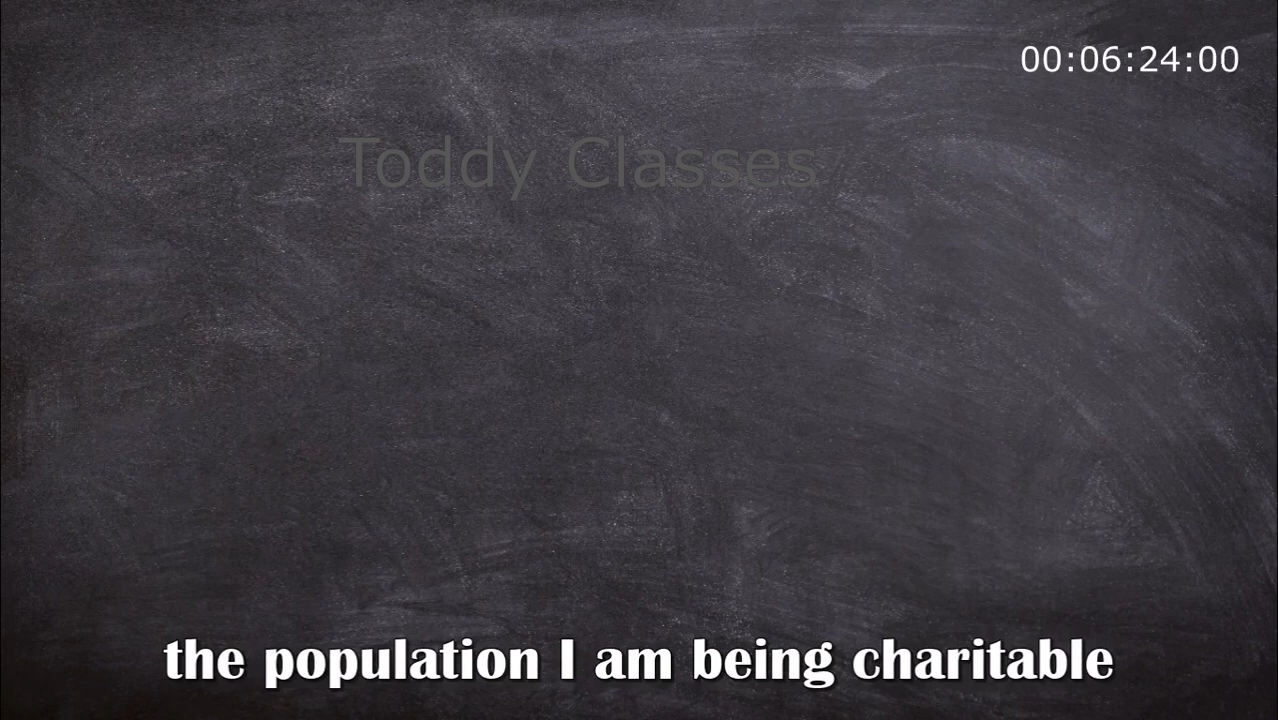 00:06:24:00
Toddy Classes
the population I am being charitable